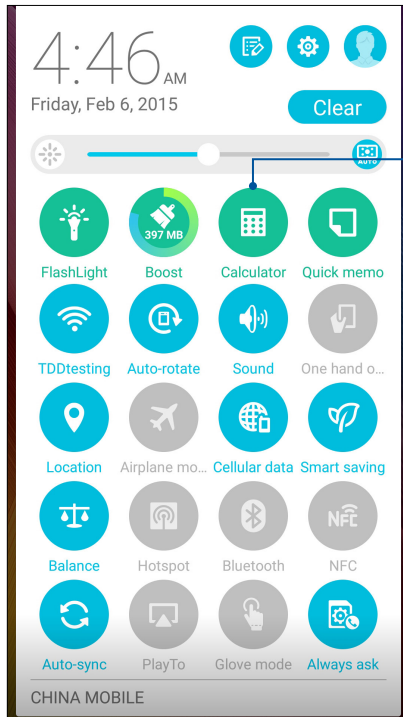 4:46 AM
Friday, Feb 6, 2015
Clear
AUTO
397 MB
FlashLight Boost Calculator Quick memo
TDDtesting Auto-rotate Sound One hand o...
Location Airplane mo... Cellular data Smart saving
NFC
Balance Hotspot Bluetooth NFC
Auto-sync PlayTo Glove mode Always ask
CHINA MOBILE